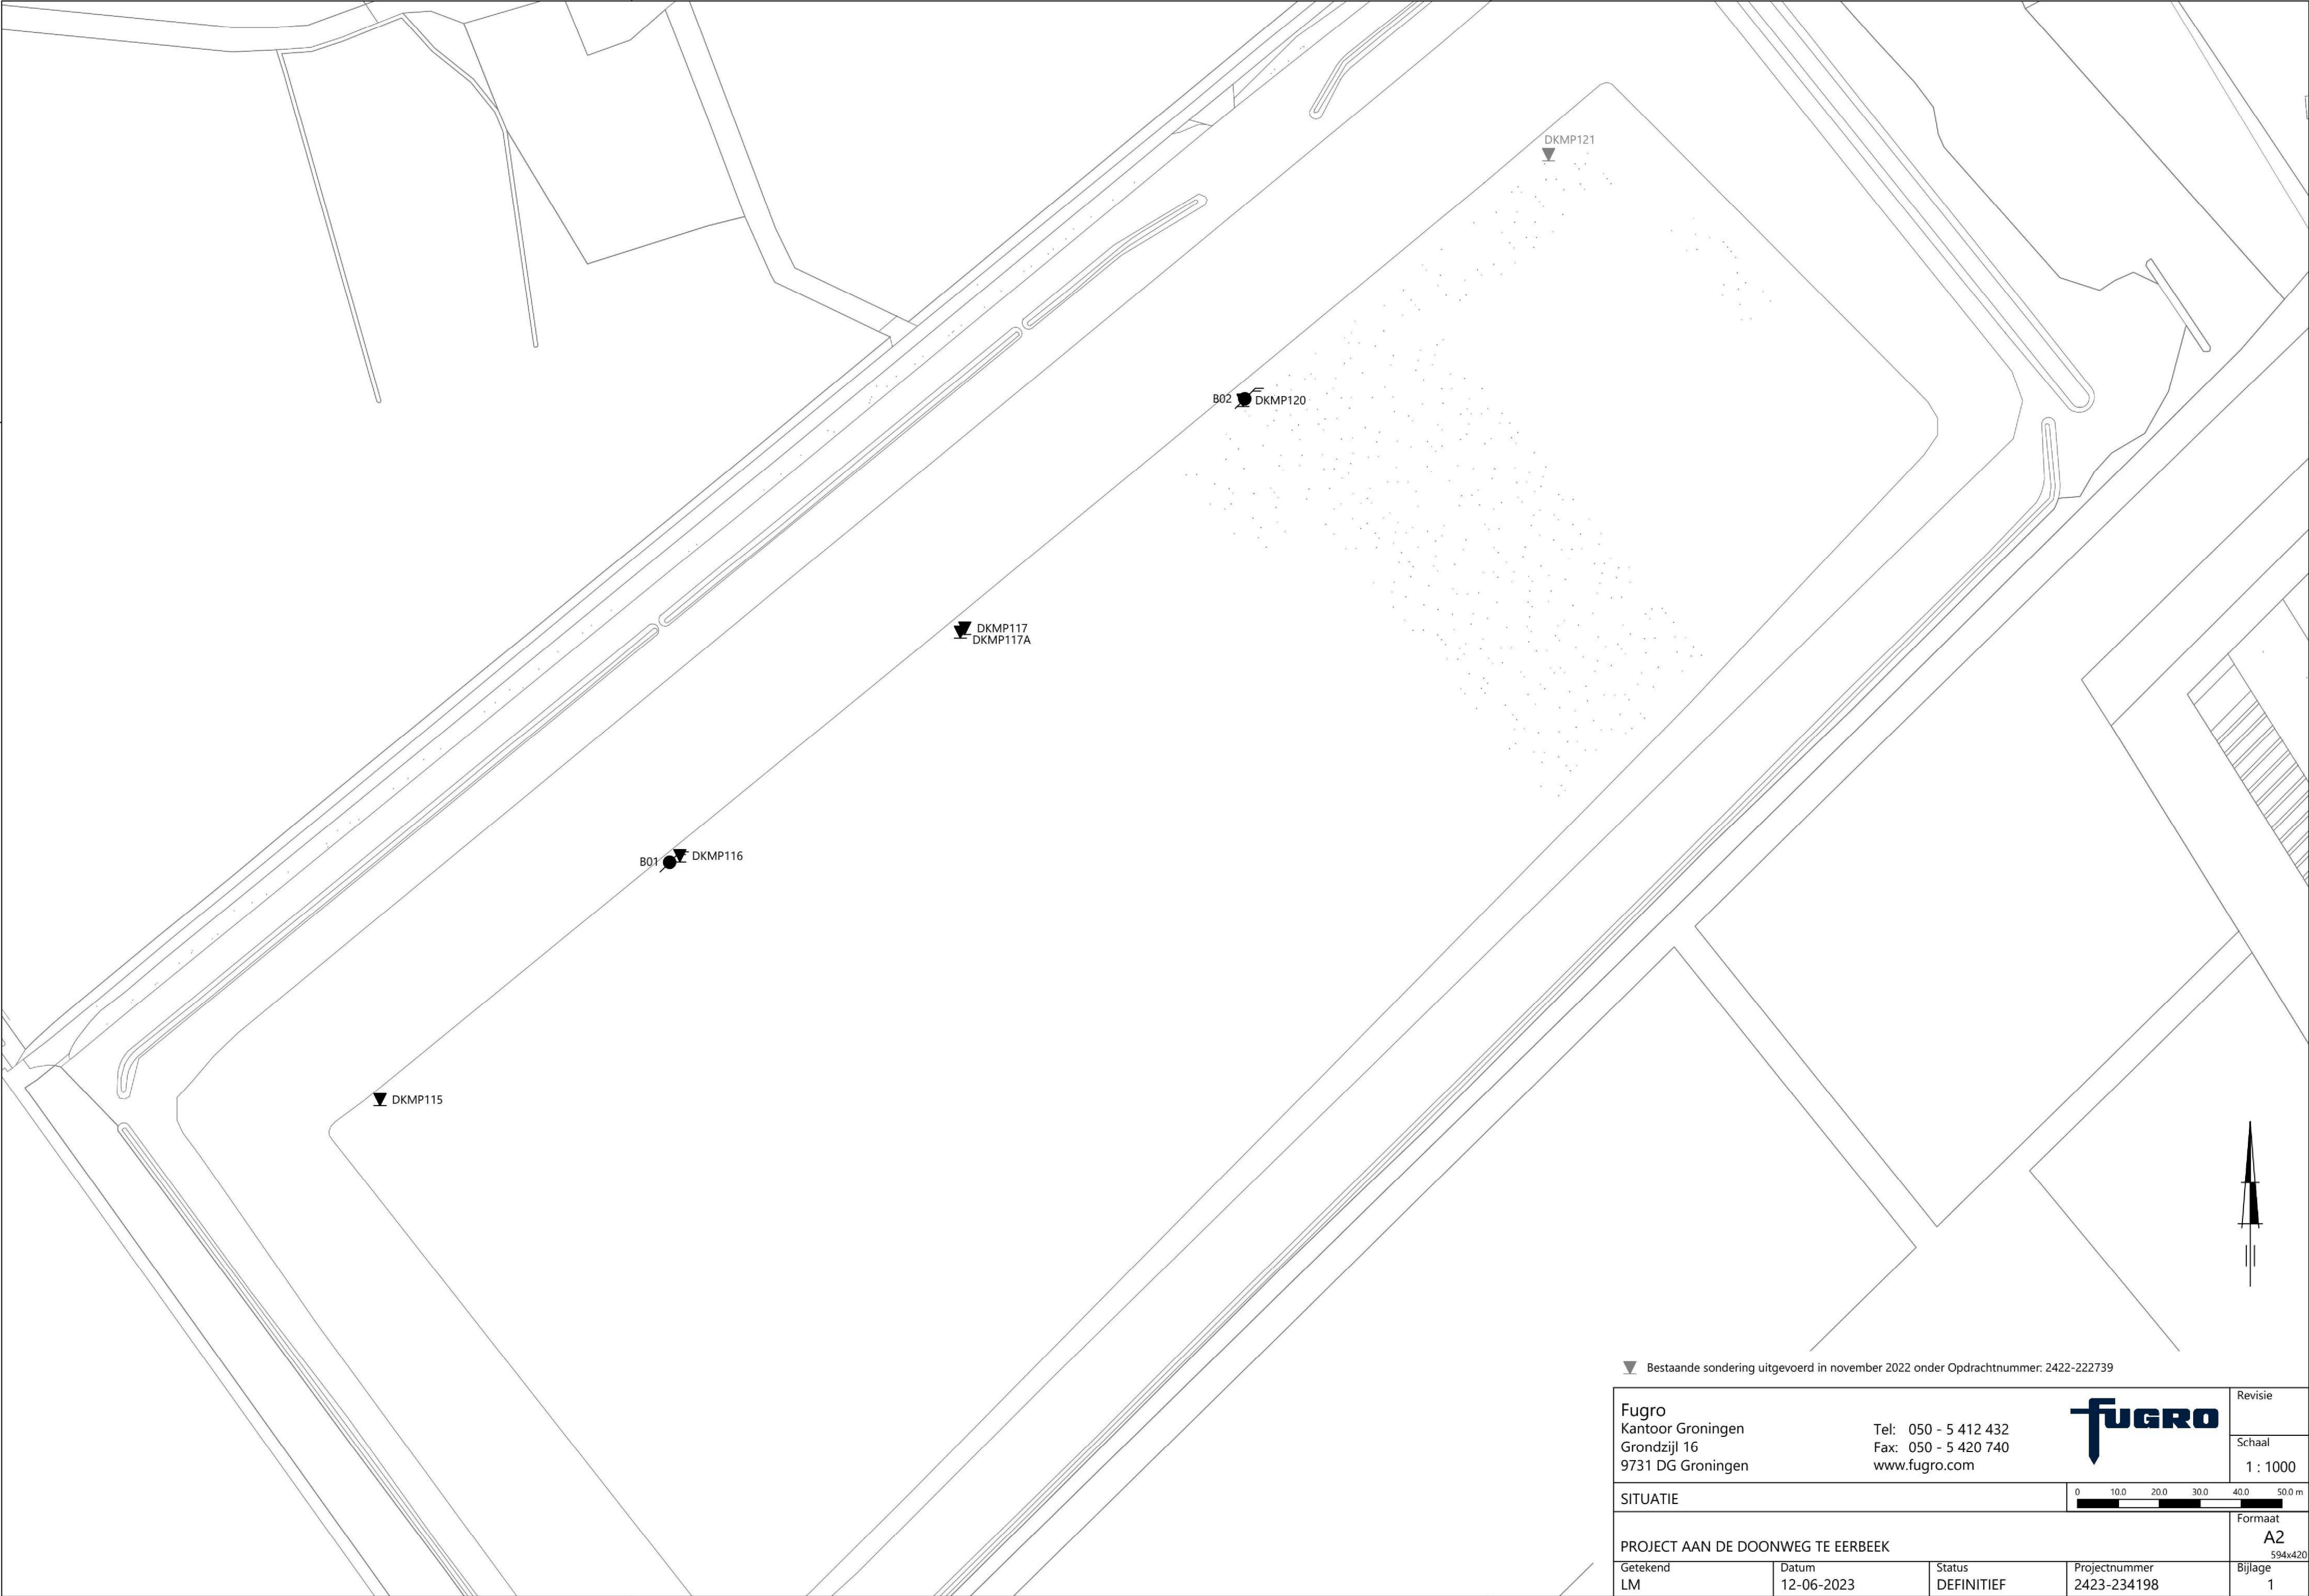 DKMP121
B02
DKMP120
DKMP117
DKMP117A
B01
DKMP116
DKMP115
Bestaande sondering uitgevoerd in november 2022 onder Opdrachtnummer: 2422-222739
Fugro
Kantoor Groningen
Grondzijl 16
9731 DG Groningen
Tel: 050 - 5 412 432
Fax: 050 - 5 420 740
www.fugro.com
FUGRO
Revisie
Schaal
1 : 1000
SITUATIE
0 10.0 20.0 30.0 40.0 50.0 m
PROJECT AAN DE DOONWEG TE EERBEEK
Formaat
A2
594x420
Getekend
LM
Datum
12-06-2023
Status
DEFINITIEF
Projectnummer
2423-234198
Bijlage
1